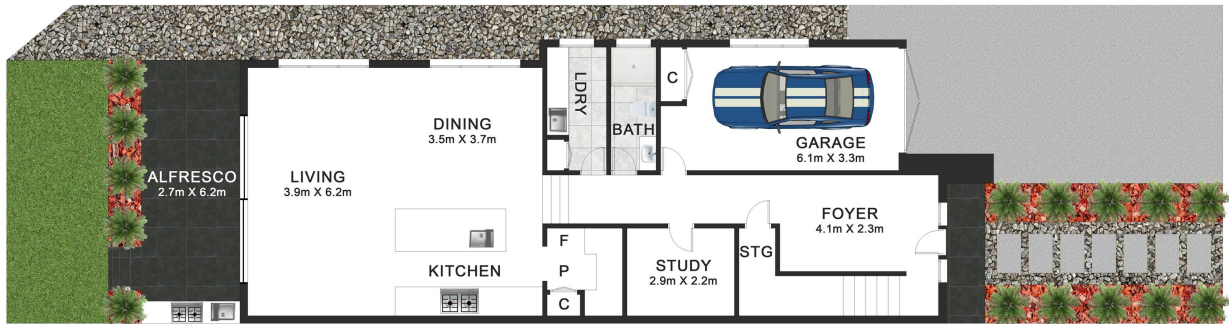 ALFRESCO
2.7m X 6.2m
LIVING
3.9m X 6.2m
DINING
3.5m X 3.7m
KITCHEN
LDRY
BATH
C
GARAGE
6.1m X 3.3m
F
P
C
STUDY
2.9m X 2.2m
STG
FOYER
4.1m X 2.3m